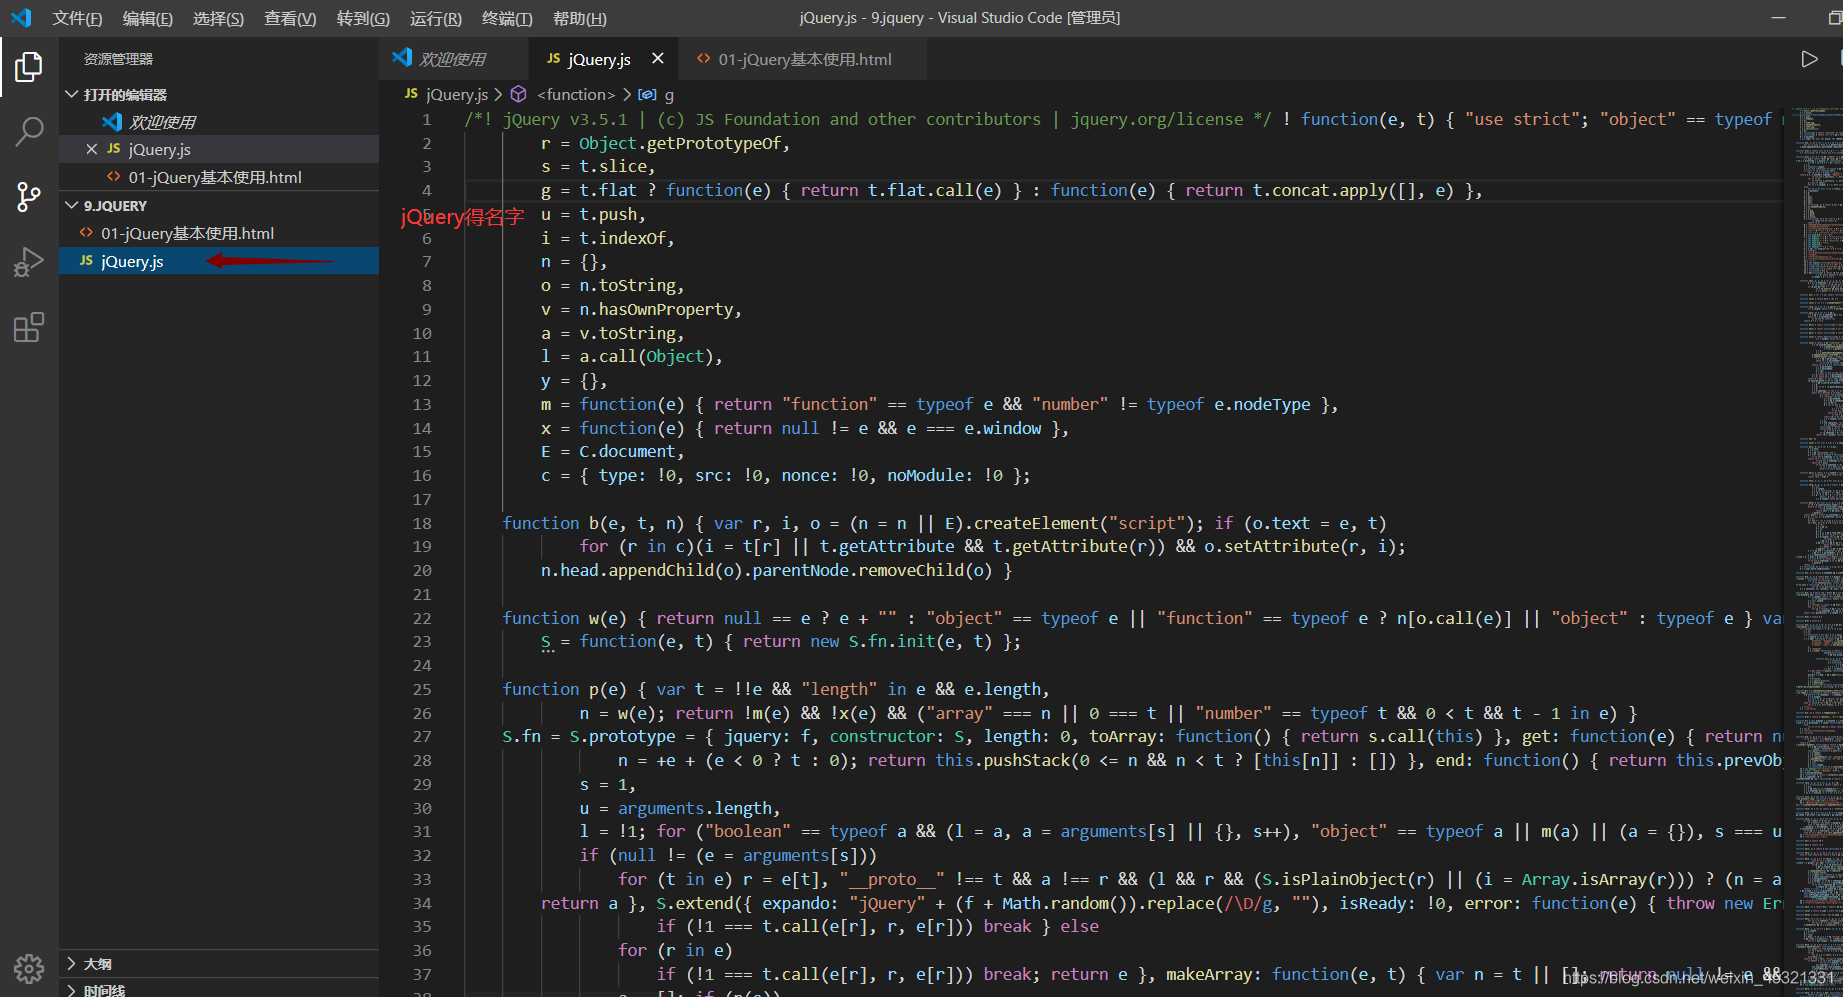 文件(F) 编辑(E) 选择(S) 查看(V) 转到(G) 运行(R) 终端(T) 帮助(H) jQuery.js - 9.jquery - Visual Studio Code [管理员]
资源管理器
打开的编辑器
欢迎使用
JS jQuery.js
<> 01-jQuery基本使用.html
9.JQUERY
<> 01-jQuery基本使用.html
JS jQuery.js
大纲
时间线
欢迎使用 JS jQuery.js <> 01-jQuery基本使用.html
JS jQuery.js > <function> > g
1 /*! jQuery v3.5.1 | (c) JS Foundation and other contributors | jquery.org/license */ ! function(e, t) { "use strict"; "object" == typeof
2 r = Object.getPrototypeOf,
3 s = t.slice,
4 g = t.flat ? function(e) { return t.flat.call(e) } : function(e) { return t.concat.apply([], e) },
jQuery得名字
5 u = t.push,
6 i = t.indexOf,
7 n = {},
8 o = n.toString,
9 v = n.hasOwnProperty,
10 a = v.toString,
11 l = a.call(Object),
12 y = {},
13 m = function(e) { return "function" == typeof e && "number" != typeof e.nodeType },
14 x = function(e) { return null != e && e === e.window },
15 E = C.document,
16 c = { type: !0, src: !0, nonce: !0, noModule: !0 };
17
18 function b(e, t, n) { var r, i, o = (n = n || E).createElement("script"); if (o.text = e, t)
19 for (r in c)(i = t[r] || t.getAttribute && t.getAttribute(r)) && o.setAttribute(r, i);
20 n.head.appendChild(o).parentNode.removeChild(o) }
21
22 function w(e) { return null == e ? e + "" : "object" == typeof e || "function" == typeof e ? n[o.call(e)] || "object" : typeof e } va
23 S = function(e, t) { return new S.fn.init(e, t) };
24
25 function p(e) { var t = !!e && "length" in e && e.length,
26 n = w(e); return !m(e) && !x(e) && ("array" === n || 0 === t || "number" == typeof t && 0 < t && t - 1 in e) }
27 S.fn = S.prototype = { jquery: f, constructor: S, length: 0, toArray: function() { return s.call(this) }, get: function(e) { return n
28 n = +e + (e < 0 ? t : 0); return this.pushStack(0 <= n && n < t ? [this[n]] : []) }, end: function() { return this.prevOb
29 s = 1,
30 u = arguments.length,
31 l = !1; for ("boolean" == typeof a && (l = a, a = arguments[s] || {}, s++), "object" == typeof a || m(a) || (a = {}), s === u
32 if (null != (e = arguments[s]))
33 for (t in e) r = e[t], "__proto__" !== t && a !== r && (l && r && (S.isPlainObject(r) || (i = Array.isArray(r))) ? (n = a
34 return a }, S.extend({ expando: "jQuery" + (f + Math.random()).replace(/\D/g, ""), isReady: !0, error: function(e) { throw new Er
35 if (!1 === t.call(e[r], r, e[r])) break } else
36 for (r in e)
37 if (!1 === t.call(e[r], r, e[r])) break; return e }, makeArray: function(e, t) { var n = t || []; return null != e &&
https://blog.csdn.net/weixin_48321331